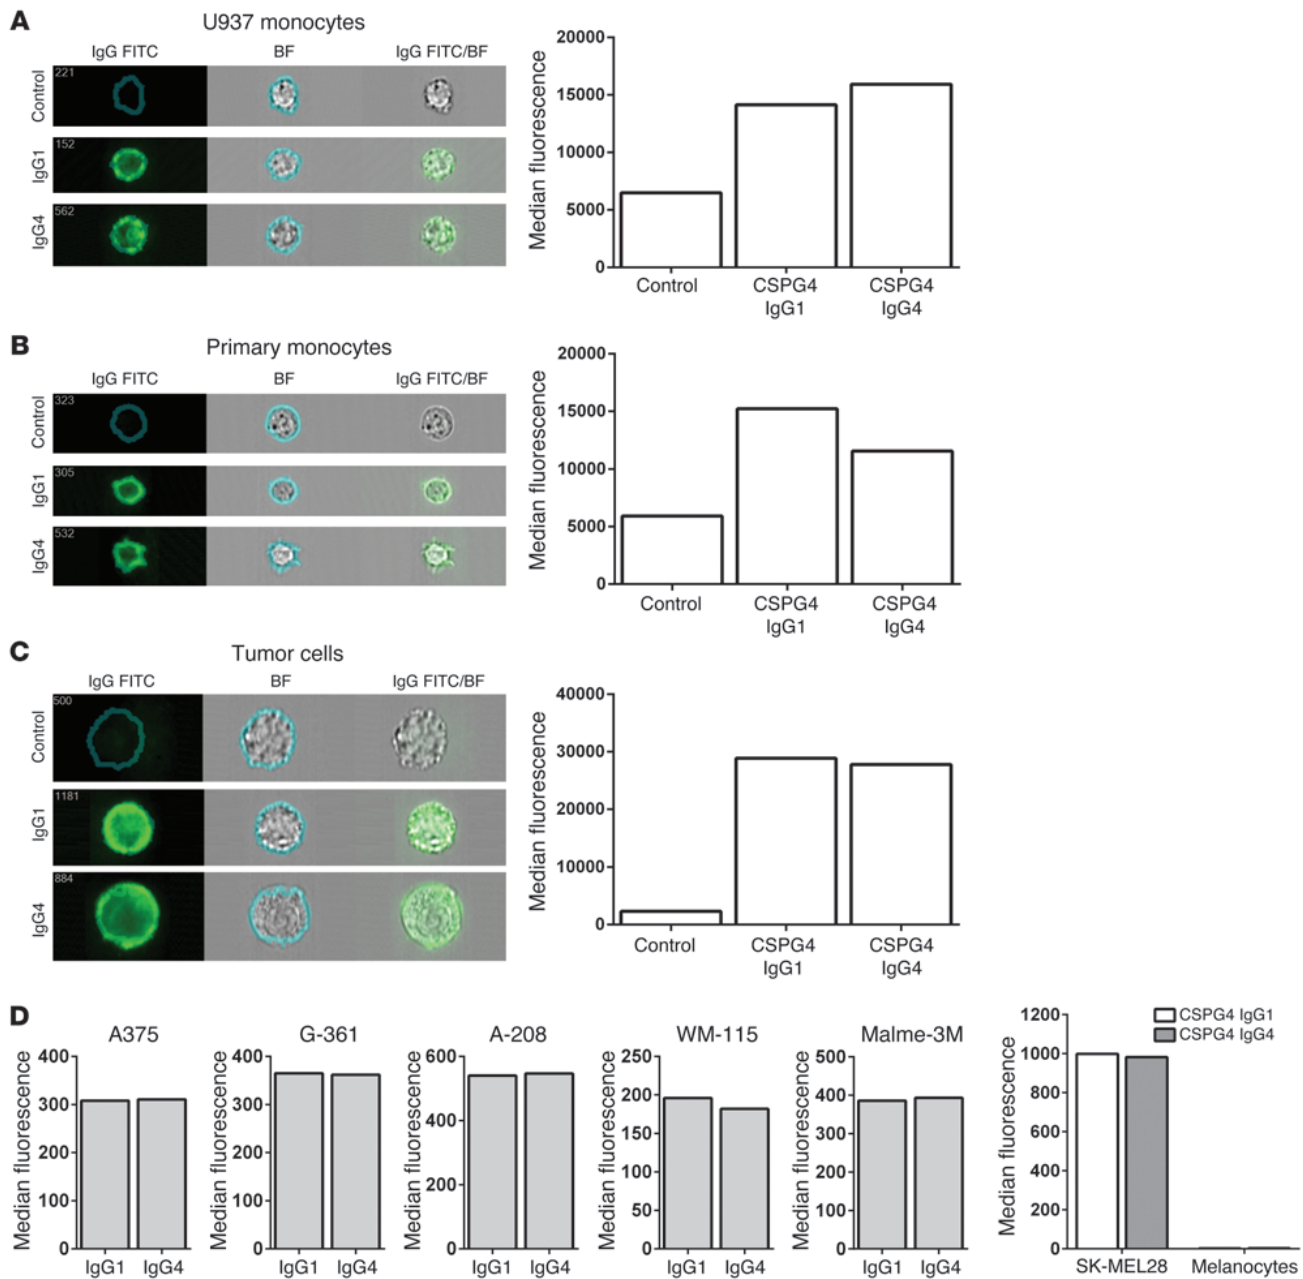 A
U937 monocytes
IgG FITC
BF
IgG FITC/BF
Control
221
IgG1
152
IgG4
562
Median fluorescence
20000
15000
10000
5000
0
Control
CSPG4
IgG1
CSPG4
IgG4
B
Primary monocytes
IgG FITC
BF
IgG FITC/BF
Control
323
IgG1
305
IgG4
532
Median fluorescence
20000
15000
10000
5000
0
Control
CSPG4
IgG1
CSPG4
IgG4
C
Tumor cells
IgG FITC
BF
IgG FITC/BF
Control
500
IgG1
1181
IgG4
884
Median fluorescence
40000
30000
20000
10000
0
Control
CSPG4
IgG1
CSPG4
IgG4
D
A375
Median fluorescence
400
300
200
100
0
IgG1
IgG4
G-361
Median fluorescence
400
300
200
100
0
IgG1
IgG4
A-208
Median fluorescence
600
400
200
0
IgG1
IgG4
WM-115
Median fluorescence
250
200
150
100
50
0
IgG1
IgG4
Malme-3M
Median fluorescence
500
400
300
200
100
0
IgG1
IgG4
CSPG4 IgG1
CSPG4 IgG4
Median fluorescence
1200
1000
800
600
400
200
0
SK-MEL28
Melanocytes